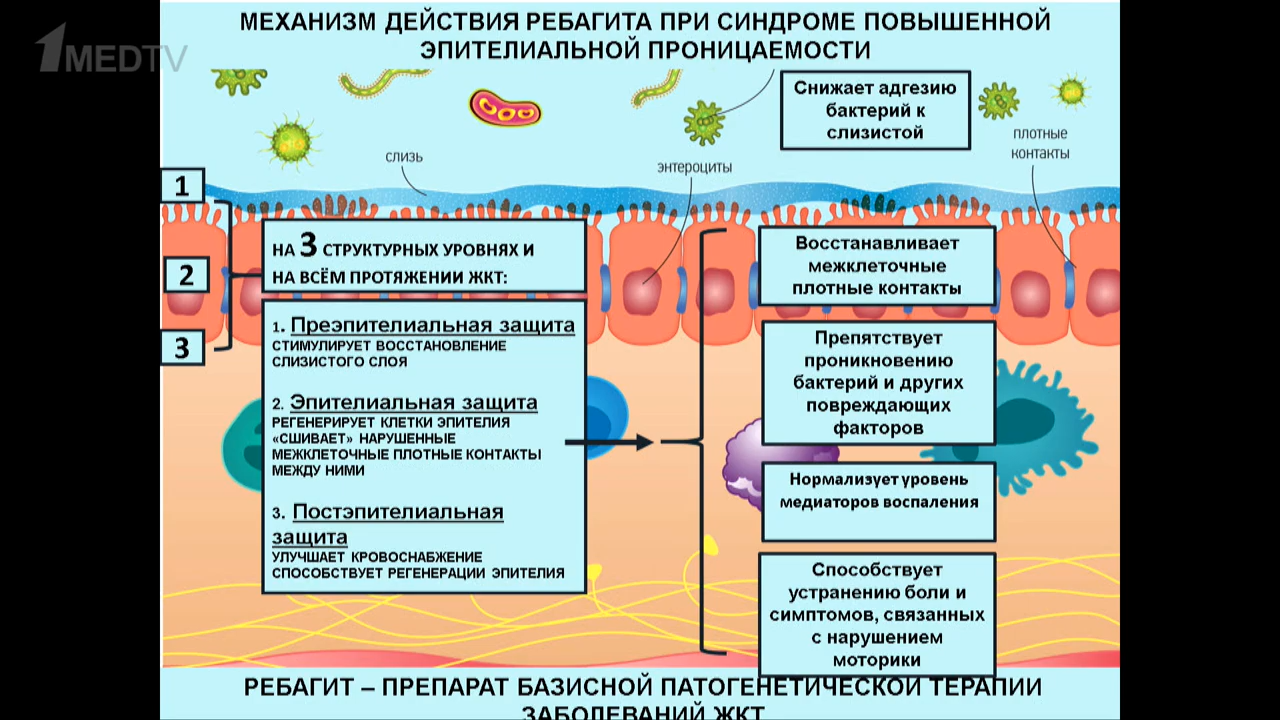 МЕХАНИЗМ ДЕЙСТВИЯ РЕБАГИТА ПРИ СИНДРОМЕ ПОВЫШЕННОЙ
ЭПИТЕЛИАЛЬНОЙ ПРОНИЦАЕМОСТИ
1MEDTV
Снижает адгезию
бактерий к
слизистой
плотные
контакты
слизь
энтероциты
1
2
3
НА 3 СТРУКТУРНЫХ УРОВНЯХ И
НА ВСЁМ ПРОТЯЖЕНИИ ЖКТ:
1. Преэпителиальная защита
СТИМУЛИРУЕТ ВОССТАНОВЛЕНИЕ
СЛИЗИСТОГО СЛОЯ
2. Эпителиальная защита
РЕГЕНЕРИРУЕТ КЛЕТКИ ЭПИТЕЛИЯ
«СШИВАЕТ» НАРУШЕННЫЕ
МЕЖКЛЕТОЧНЫЕ ПЛОТНЫЕ КОНТАКТЫ
МЕЖДУ НИМИ
3. Постэпителиальная
защита
УЛУЧШАЕТ КРОВОСНАБЖЕНИЕ
СПОСОБСТВУЕТ РЕГЕНЕРАЦИИ ЭПИТЕЛИЯ
Восстанавливает
межклеточные
плотные контакты
Препятствует
проникновению
бактерий и других
повреждающих
факторов
Нормализует уровень
медиаторов воспаления
Способствует
устранению боли и
симптомов, связанных
с нарушением
моторики
РЕБАГИТ – ПРЕПАРАТ БАЗИСНОЙ ПАТОГЕНЕТИЧЕСКОЙ ТЕРАПИИ
ЗАБОЛЕВАНИЙ ЖКТ